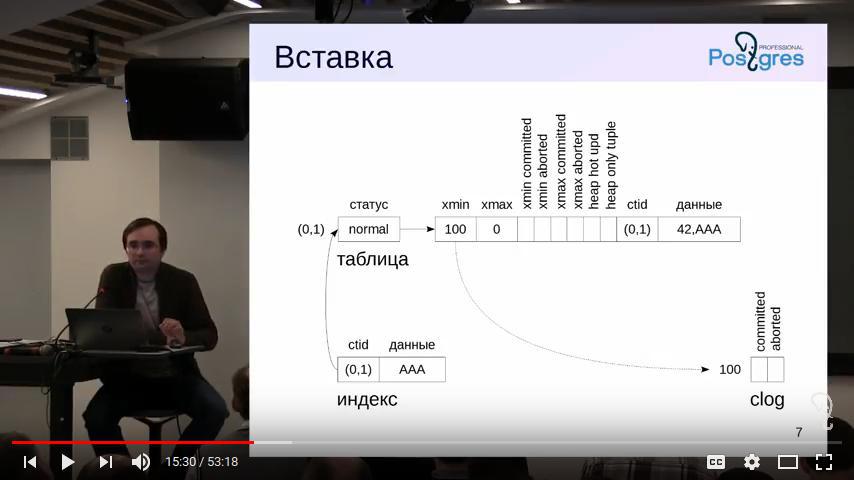 Вставка
PROFESSIONAL
Postgres
xmin committed
xmin aborted
xmax committed
xmax aborted
heap hot upd
heap only tuple
статус
xmin
xmax
ctid
данные
(0,1)
normal
100
0
(0,1)
42,AAA
таблица
committed
aborted
ctid
данные
(0,1)
AAA
100
индекс
clog
7
15:30 / 53:18
CC